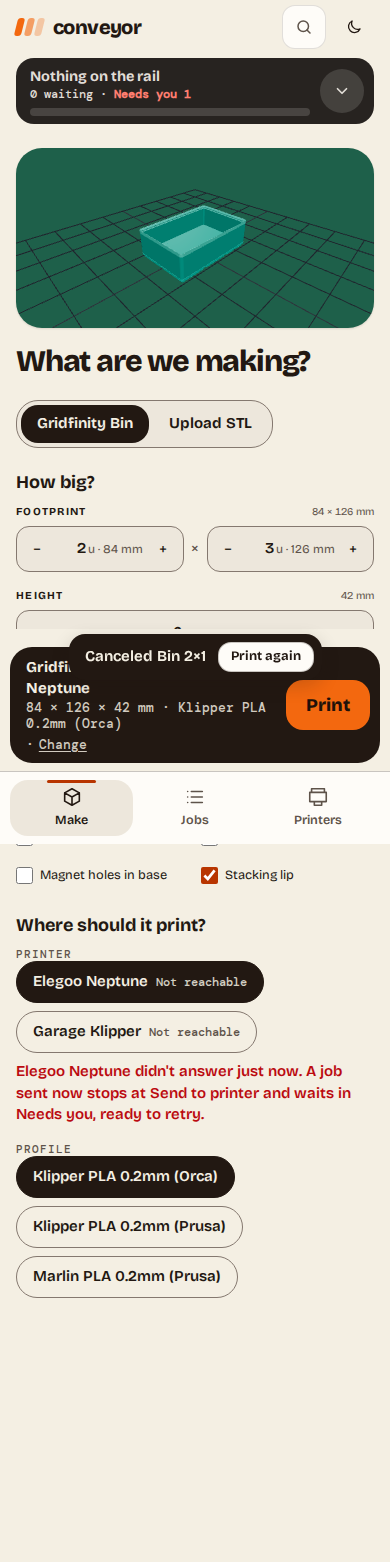 conveyor
Nothing on the rail
0 waiting · Needs you 1
What are we making?
Gridfinity Bin
Upload STL
How big?
FOOTPRINT
84 × 126 mm
− 2 u · 84 mm + × − 3 u · 126 mm +
HEIGHT
42 mm
Canceled Bin 2×1
Print again
Neptune
84 × 126 × 42 mm · Klipper PLA
0.2mm (Orca)
· Change
Print
Make
Jobs
Printers
Magnet holes in base
Stacking lip
Where should it print?
PRINTER
Elegoo Neptune Not reachable
Garage Klipper Not reachable
Elegoo Neptune didn't answer just now. A job
sent now stops at Send to printer and waits in
Needs you, ready to retry.
PROFILE
Klipper PLA 0.2mm (Orca)
Klipper PLA 0.2mm (Prusa)
Marlin PLA 0.2mm (Prusa)